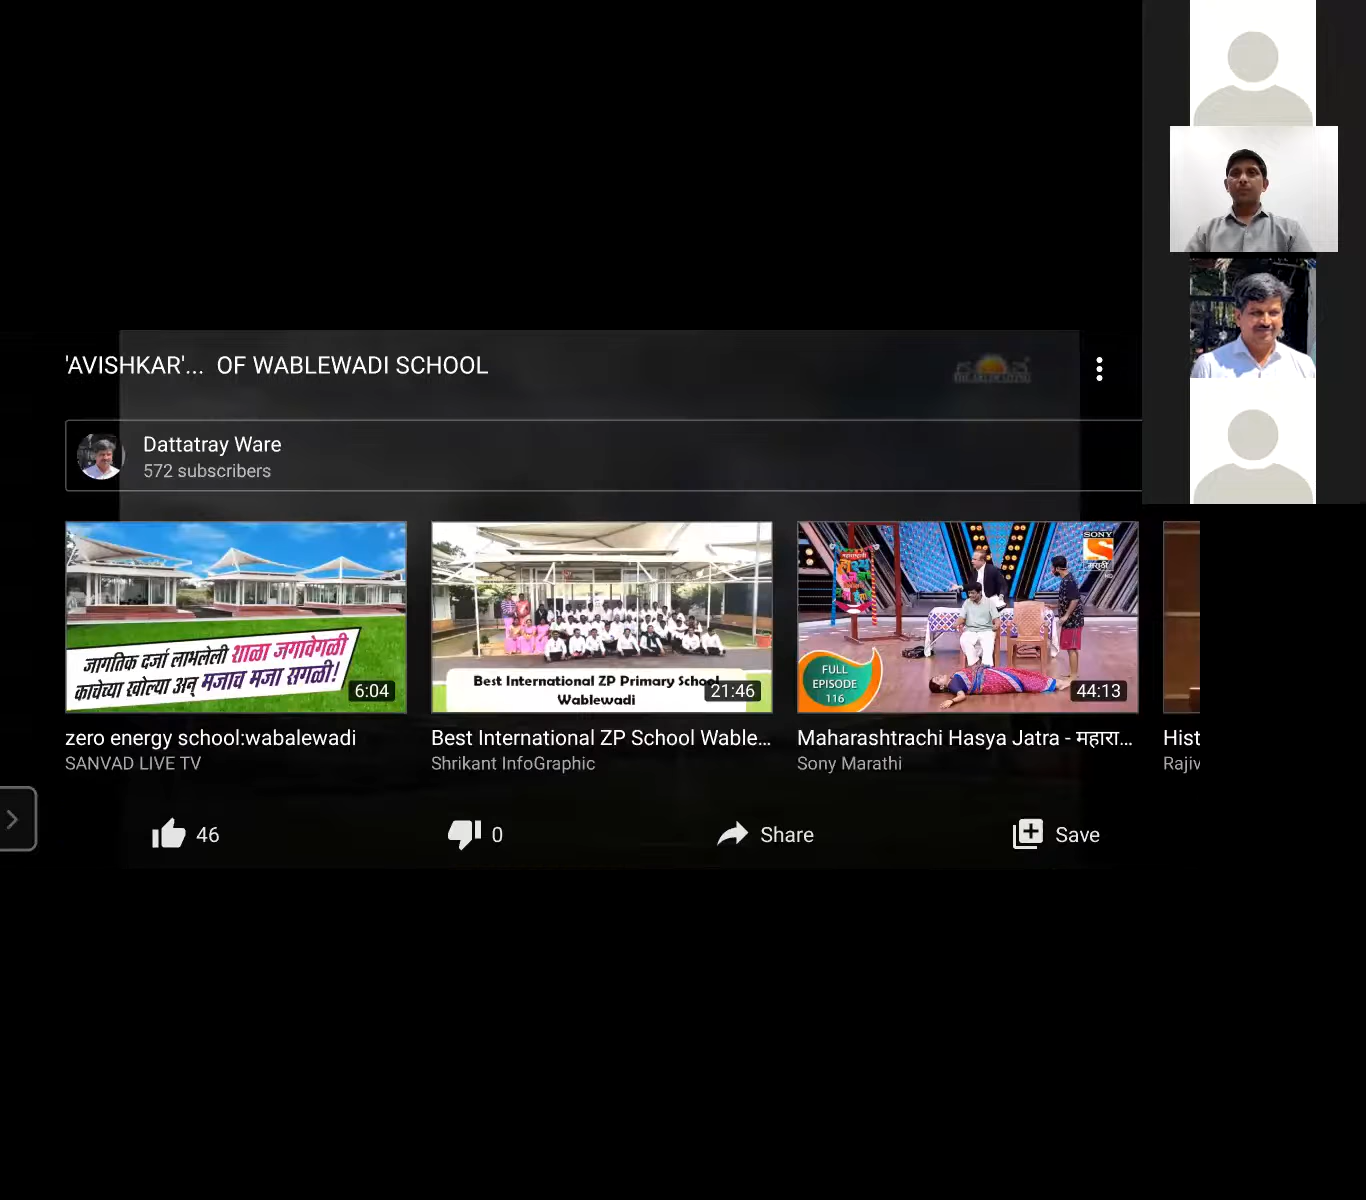 'AVISHKAR'... OF WABLEWADI SCHOOL
Dattatray Ware
572 subscribers
जागतिक दर्जा लाभलेली शाळा जगावेगळी
काचेच्या खोल्या अन् मजाच मजा सगळी!
6:04
Best International ZP Primary School
Wablewadi
21:46
SONY
मराठी
FULL
EPISODE
116
44:13
zero energy school:wabalewadi
SANVAD LIVE TV
Best International ZP School Wable...
Shrikant InfoGraphic
Maharashtrachi Hasya Jatra - महारा...
Sony Marathi
Hist
Rajiv
46
0
Share
Save